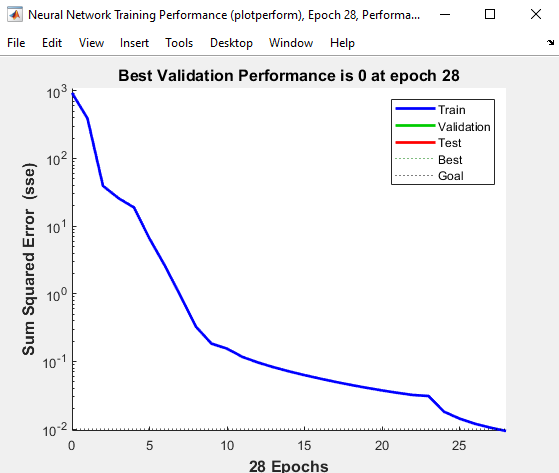 Neural Network Training Performance (plotperform), Epoch 28, Performa...
File Edit View Insert Tools Desktop Window Help
Best Validation Performance is 0 at epoch 28
Sum Squared Error (sse)
10^3
10^2
10^1
10^0
10^-1
10^-2
Train
Validation
Test
Best
Goal
0 5 10 15 20 25
28 Epochs